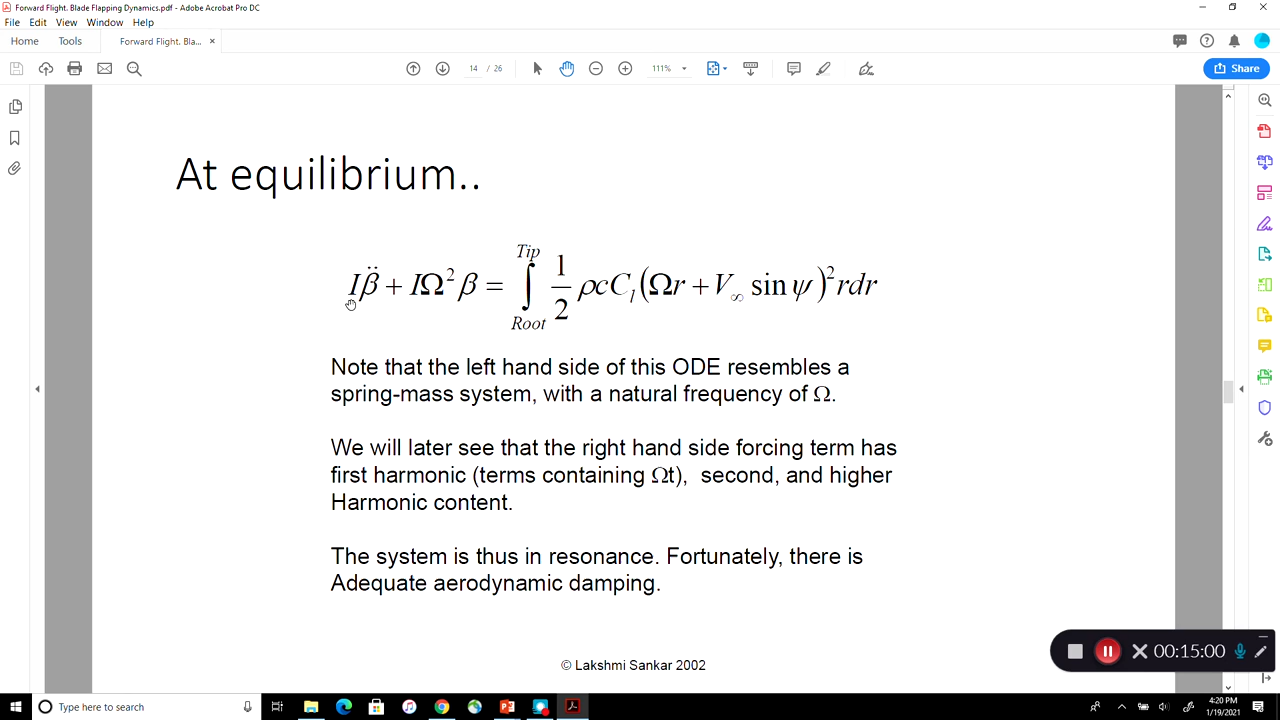 Forward Flight. Blade Flapping Dynamics.pdf - Adobe Acrobat Pro DC
File Edit View Window Help
Home Tools Forward Flight. Bla... ×
14 / 26 111%
Share
At equilibrium..
Iβ̈ + IΩ²β = ∫_Root^Tip 1/2 ρcC_l(Ωr + V_∞ sin ψ)² rdr
Note that the left hand side of this ODE resembles a
spring-mass system, with a natural frequency of Ω.
We will later see that the right hand side forcing term has
first harmonic (terms containing Ωt), second, and higher
Harmonic content.
The system is thus in resonance. Fortunately, there is
Adequate aerodynamic damping.
© Lakshmi Sankar 2002
00:15:00
Type here to search
4:20 PM
1/19/2021